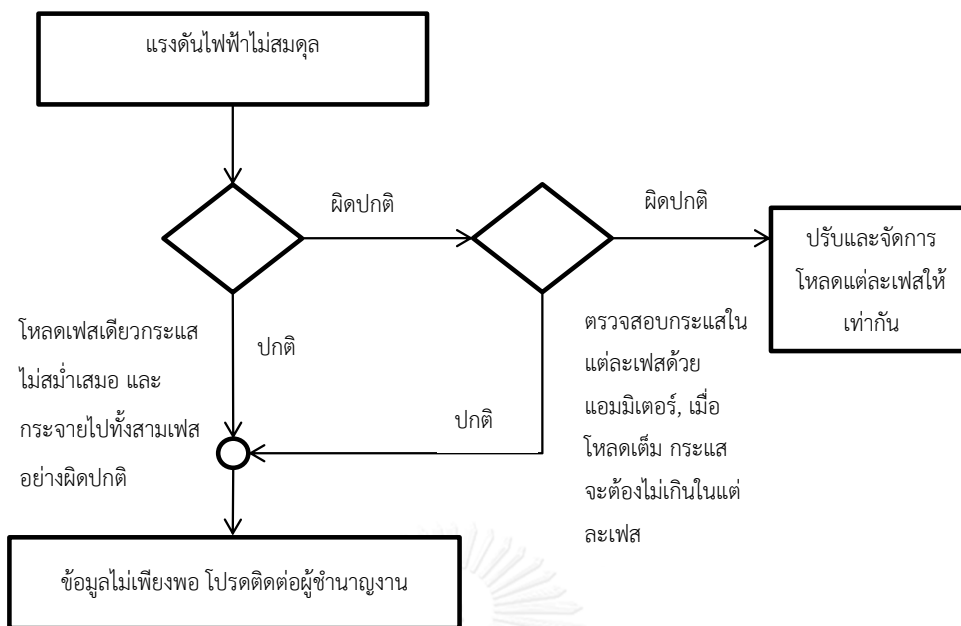 แรงดันไฟฟ้าไม่สมดุล
ผิดปกติ
ผิดปกติ
ปรับและจัดการ
โหลดแต่ละเฟสให้
เท่ากัน
โหลดเฟสเดียวกระแส
ไม่สม่ำเสมอ และ
กระจายไปทั้งสามเฟส
อย่างผิดปกติ
ปกติ
ปกติ
ตรวจสอบกระแสใน
แต่ละเฟสด้วย
แอมมิเตอร์, เมื่อ
โหลดเต็ม กระแส
จะต้องไม่เกินในแต่
ละเฟส
ข้อมูลไม่เพียงพอ โปรดติดต่อผู้ชำนาญงาน